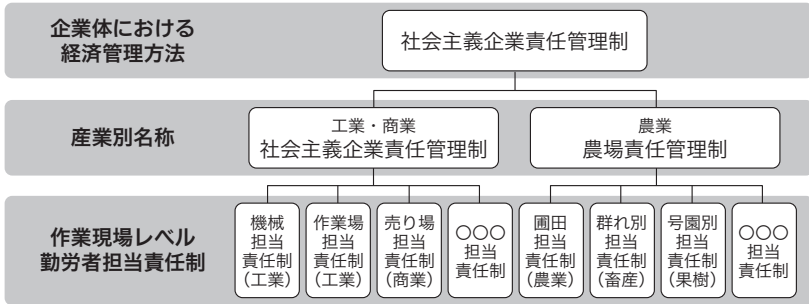 企業体における
経済管理方法
社会主義企業責任管理制
産業別名称
工業・商業
社会主義企業責任管理制
農業
農場責任管理制
作業現場レベル
勤労者担当責任制
機械
担当
責任制
（工業）
作業場
担当
責任制
（工業）
売り場
担当
責任制
（商業）
○○○
担当
責任制
圃田
担当
責任制
（農業）
群れ別
担当
責任制
（畜産）
号園別
担当
責任制
（果樹）
○○○
担当
責任制